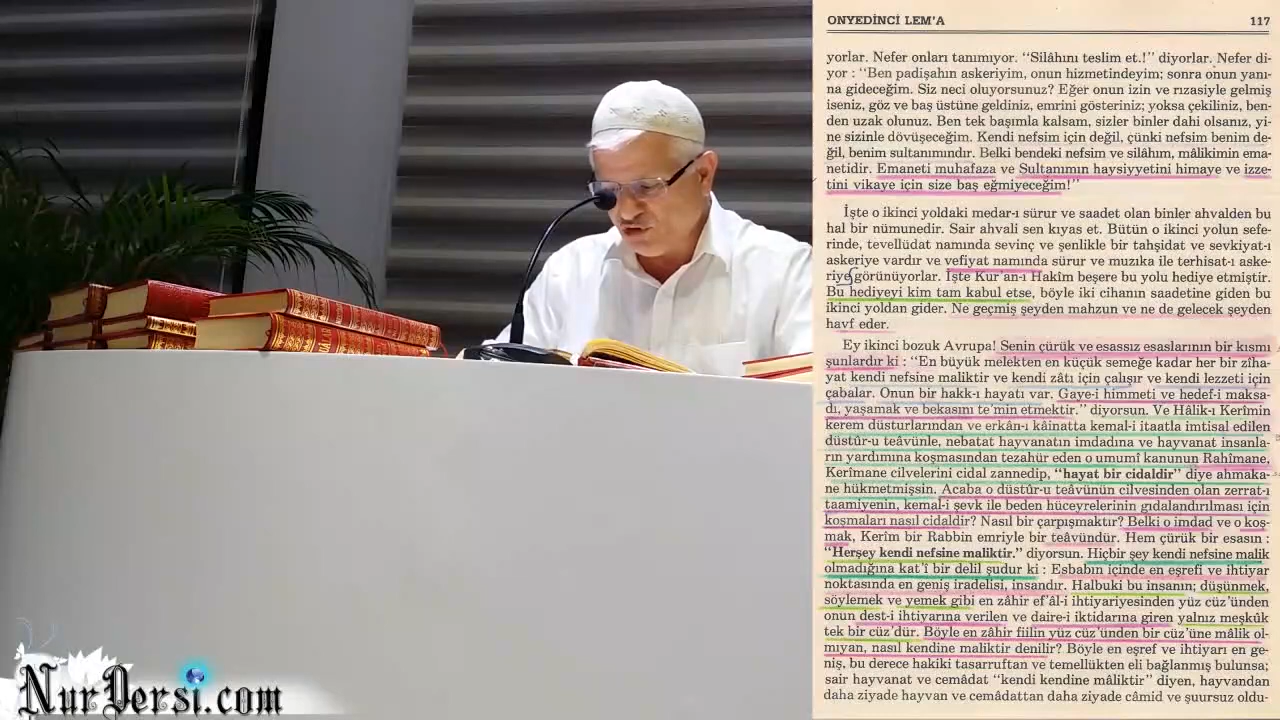 ONYEDİNCİ LEM'A 117
yorlar. Nefer onları tanımıyor. "Silâhını teslim et.!" diyorlar. Nefer di-
yor : "Ben padişahın askeriyim, onun hizmetindeyim; sonra onun yanı-
na gideceğim. Siz neci oluyorsunuz? Eğer onun izin ve rızasiyle gelmiş
iseniz, göz ve baş üstüne geldiniz, emrini gösteriniz; yoksa çekiliniz, ben-
den uzak olunuz. Ben tek başımla kalsam, sizler binler dahi olsanız, yi-
ne sizinle dövüşeceğim. Kendi nefsim için değil, çünki nefsim benim de-
ğil, benim sultanımındır. Belki bendeki nefsim ve silâhım, mâlikimin ema-
netidir. Emaneti muhafaza ve Sultanımın haysiyyetini himaye ve izze-
tini vikaye için size baş eğmiyeceğim!"
İşte o ikinci yoldaki medar-ı sürur ve saadet olan binler ahvalden bu
hal bir nümunedir. Sair ahvali sen kıyas et. Bütün o ikinci yolun sefe-
rinde, tevellüdat namında sevinç ve şenlikle bir tahşidat ve sevkiyat-ı
askeriye vardır ve vefiyat namında sürur ve muzıka ile terhisat-ı aske-
riye görünüyorlar. İşte Kur'an-ı Hakîm beşere bu yolu hediye etmiştir.
Bu hediyeyi kim tam kabul etse, böyle iki cihanın saadetine giden bu
ikinci yoldan gider. Ne geçmiş şeyden mahzun ve ne de gelecek şeyden
havf eder.
Ey ikinci bozuk Avrupa! Senin çürük ve esassız esaslarının bir kısmı
şunlardır ki : "En büyük melekten en küçük semeğe kadar her bir zîha-
yat kendi nefsine maliktir ve kendi zâtı için çalışır ve kendi lezzeti için
çabalar. Onun bir hakk-ı hayatı var. Gaye-i himmeti ve hedef-i maksa-
dı, yaşamak ve bekasını te'min etmektir." diyorsun. Ve Hâlik-ı Kerîmin
kerem düsturlarından ve erkân-ı kâinatta kemal-i itaatla imtisal edilen
düstûr-u teâvünle, nebatat hayvanatın imdadına ve hayvanat insanla-
rın yardımına koşmasından tezahür eden o umumî kanunun Rahîmane,
Kerîmane cilvelerini cidal zannedip, "hayat bir cidaldir" diye ahmaka-
ne hükmetmişsin. Acaba o düstûr-u teâvünün cilvesinden olan zerrat-ı
taamiyenin, kemal-i şevk ile beden hüceyrelerinin gıdalandırılması için
koşmaları nasıl cidaldir? Nasıl bir çarpışmaktır? Belki o imdad ve o koş-
mak, Kerîm bir Rabbin emriyle bir teâvündür. Hem çürük bir esasın :
"Herşey kendi nefsine maliktir." diyorsun. Hiçbir şey kendi nefsine malik
olmadığına kat'î bir delil şudur ki : Esbabın içinde en eşrefi ve ihtiyar
noktasında en geniş iradelisi, insandır. Halbuki bu insanın; düşünmek,
söylemek ve yemek gibi en zâhir ef'âl-i ihtiyariyesinden yüz cüz'ünden
onun dest-i ihtiyarına verilen ve daire-i iktidarına giren yalnız meşkûk
tek bir cüz'dür. Böyle en zâhir fiilin yüz cüz'ünden bir cüz'üne mâlik ol-
mıyan, nasıl kendine maliktir denilir? Böyle en eşref ve ihtiyarı en ge-
niş, bu derece hakiki tasarruftan ve temellükten eli bağlanmış bulunsa;
sair hayvanat ve cemâdat "kendi kendine mâliktir" diyen, hayvandan
daha ziyade hayvan ve cemâdattan daha ziyade câmid ve şuursuz oldu-
NurDersi.com